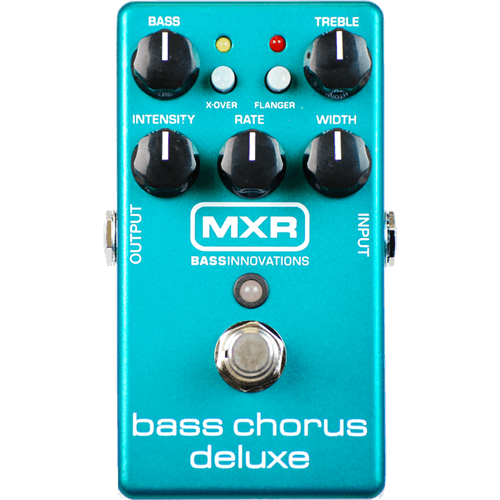 BASS TREBLE
X-OVER FLANGER
INTENSITY RATE WIDTH
OUTPUT
INPUT
MXR
BASSINNOVATIONS
bass chorus
deluxe